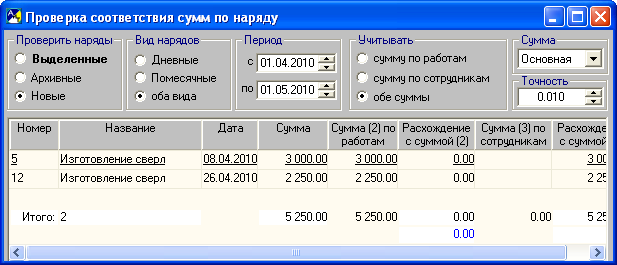 Проверка соответствия сумм по наряду
Проверить наряды
Выделенные
Архивные
Новые
Вид нарядов
Дневные
Помесячные
оба вида
Период
с 01.04.2010
по 01.05.2010
Учитывать
сумму по работам
сумму по сотрудникам
обе суммы
Сумма
Основная
Точность
0.010
Номер Название Дата Сумма Сумма (2) по работам Расхождение с суммой (2) Сумма (3) по сотрудникам Расхожде с суммой
5 Изготовление сверл 08.04.2010 3 000.00 3 000.00 0.00 3 00
12 Изготовление сверл 26.04.2010 2 250.00 2 250.00 0.00 2 25
Итого: 2 5 250.00 5 250.00 0.00 0.00 5 25
0.00